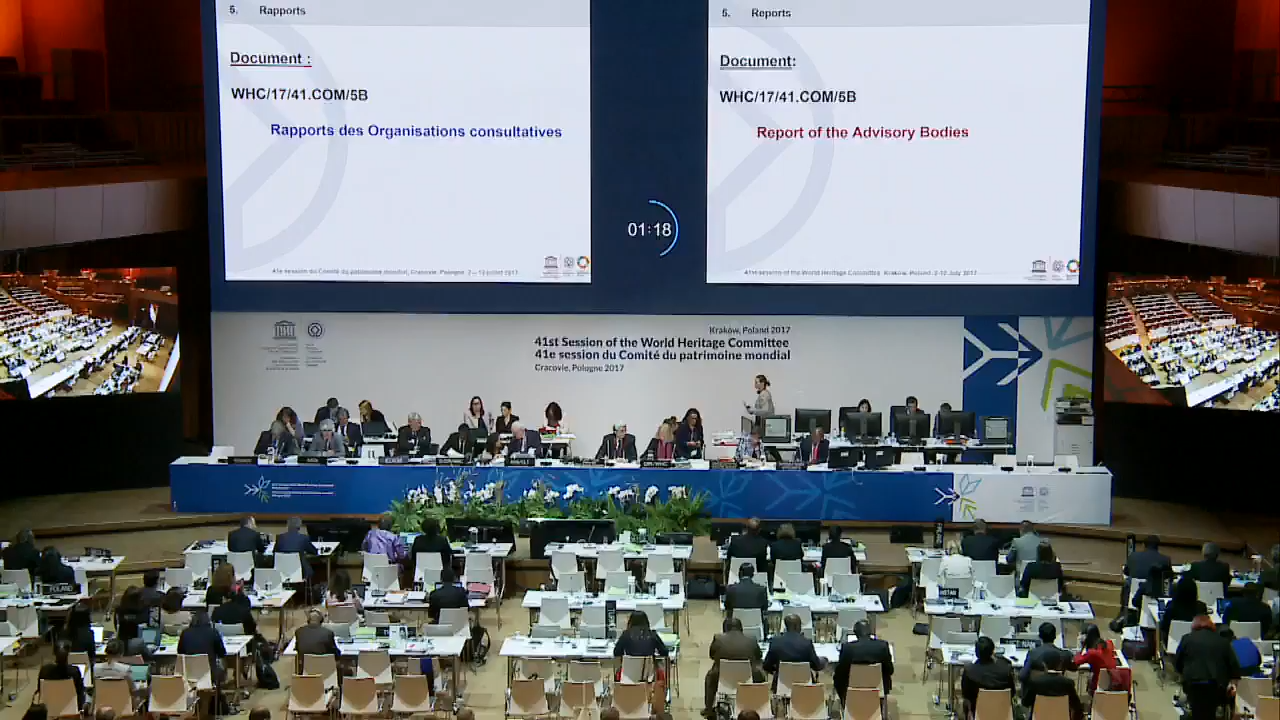 5. Rapports
Document :
WHC/17/41.COM/5B
Rapports des Organisations consultatives
41e session du Comité du patrimoine mondial, Cracovie, Pologne 2 – 12 juillet 2017
5. Reports
Document:
WHC/17/41.COM/5B
Report of the Advisory Bodies
41st session of the World Heritage Committee Kraków, Poland, 2-12 July 2017
01:18
Kraków, Poland 2017
41st Session of the World Heritage Committee
41e session du Comité du patrimoine mondial
Cracovie, Pologne 2017
POLAND